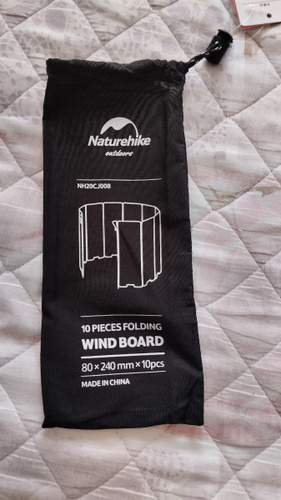 Naturehike
outdoors
NH20CJ008
10 PIECES FOLDING
WIND BOARD
80×240mm×10pcs
MADE IN CHINA